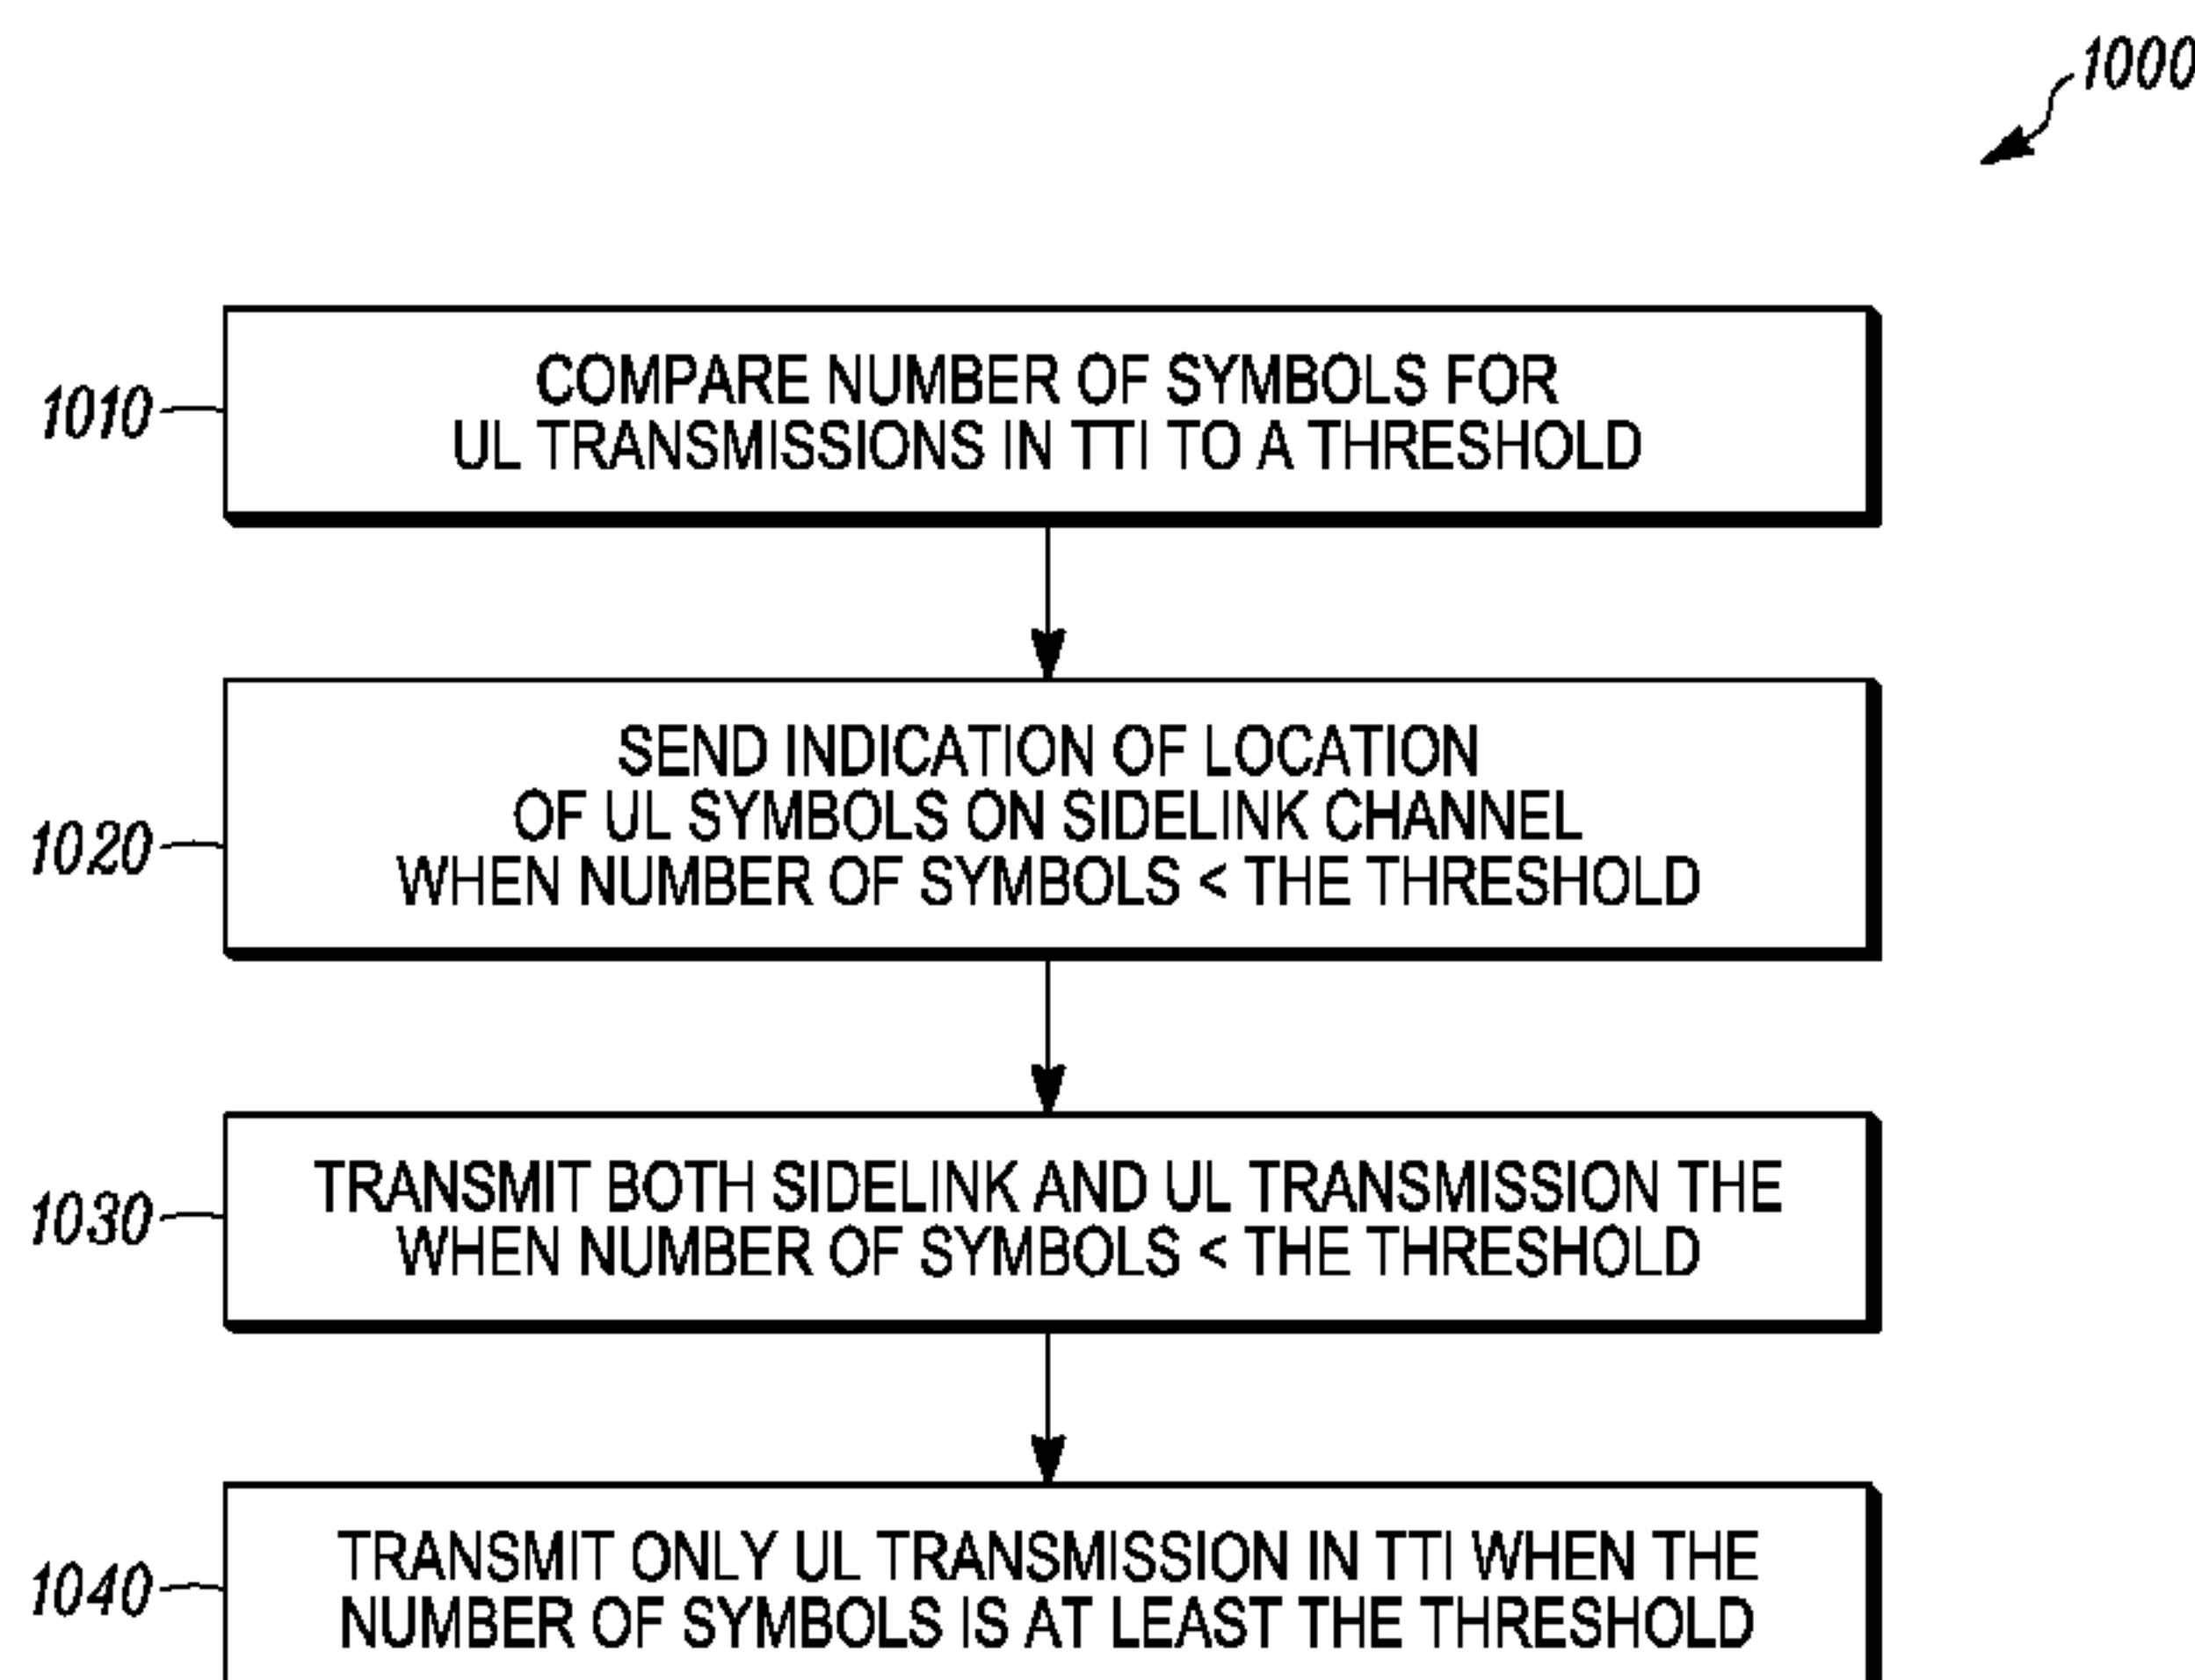 1000
1010
COMPARE NUMBER OF SYMBOLS FOR
UL TRANSMISSIONS IN TTI TO A THRESHOLD
1020
SEND INDICATION OF LOCATION
OF UL SYMBOLS ON SIDELINK CHANNEL
WHEN NUMBER OF SYMBOLS < THE THRESHOLD
1030
TRANSMIT BOTH SIDELINK AND UL TRANSMISSION THE
WHEN NUMBER OF SYMBOLS < THE THRESHOLD
1040
TRANSMIT ONLY UL TRANSMISSION IN TTI WHEN THE
NUMBER OF SYMBOLS IS AT LEAST THE THRESHOLD